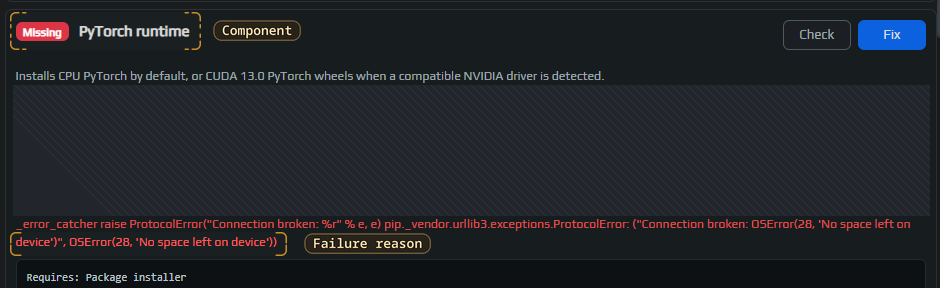 Missing PyTorch runtime Component Check Fix
Installs CPU PyTorch by default, or CUDA 13.0 PyTorch wheels when a compatible NVIDIA driver is detected.
_error_catcher raise ProtocolError("Connection broken: %r" % e, e) pip._vendor.urllib3.exceptions.ProtocolError: ("Connection broken: OSError(28, 'No space left on
device')", OSError(28, 'No space left on device')) Failure reason
Requires: Package installer